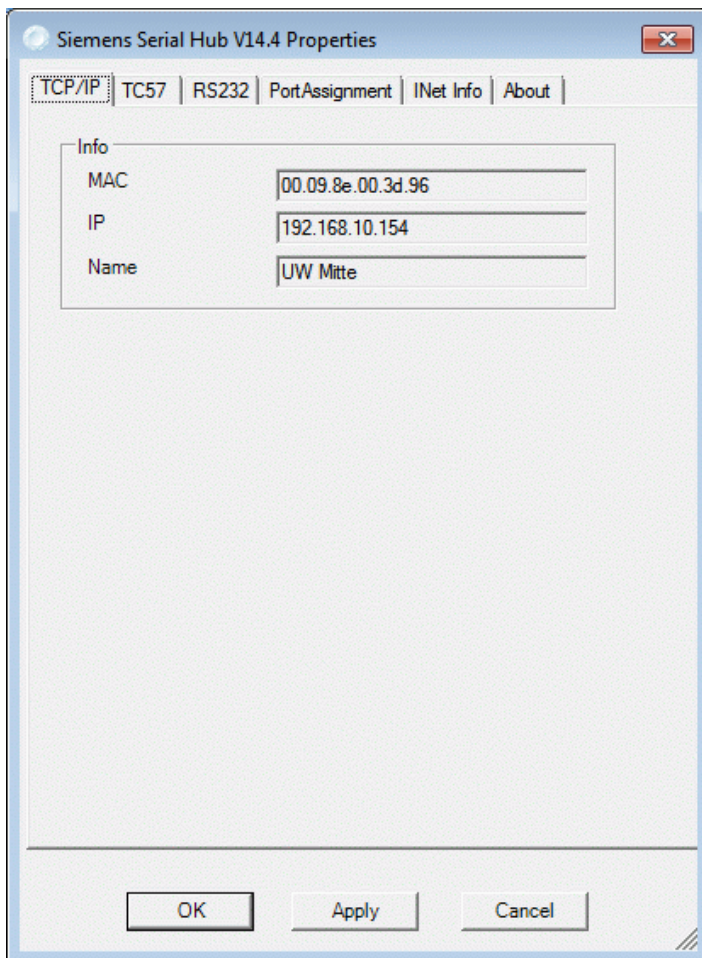 Siemens Serial Hub V14.4 Properties
TCP/IP TC57 RS232 PortAssignment INet Info About
Info
MAC 00.09.8e.00.3d.96
IP 192.168.10.154
Name UW Mitte
OK Apply Cancel